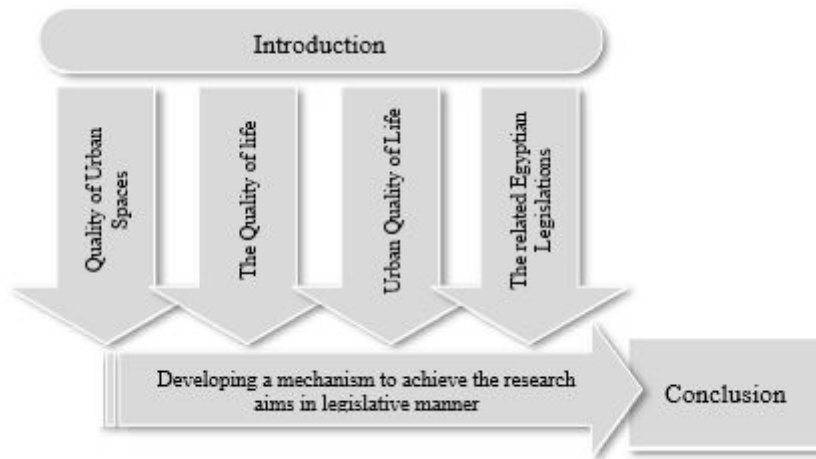 Introduction
Quality of Urban
Spaces
The Quality of life
Urban Quality of Life
The related Egyptian
Legislations
Developing a mechanism to achieve the research
aims in legislative manner
Conclusion